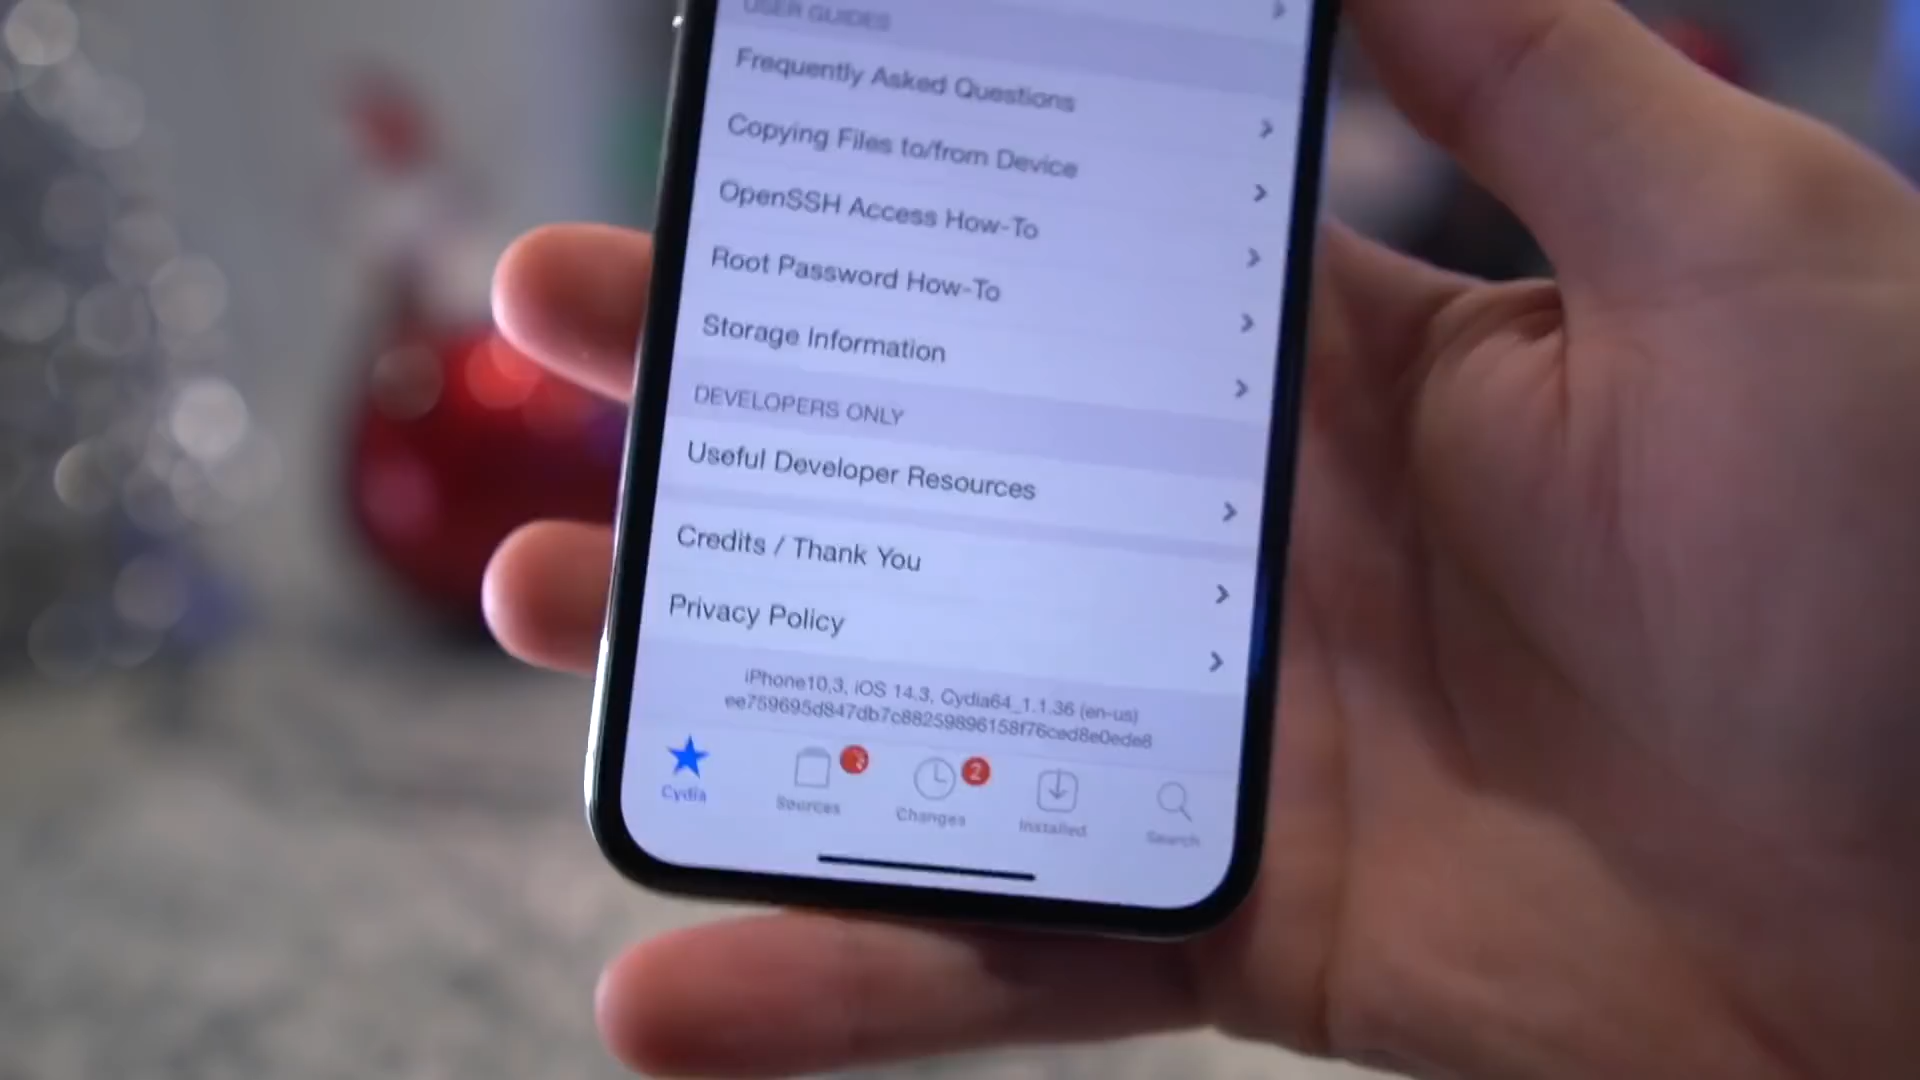 USER GUIDES
Frequently Asked Questions
Copying Files to/from Device
OpenSSH Access How-To
Root Password How-To
Storage Information
DEVELOPERS ONLY
Useful Developer Resources
Credits / Thank You
Privacy Policy
iPhone10,3, iOS 14.3, Cydia64_1.1.36 (en-us)
ee759695d847db7c88259896158f76ced8e0ede8
2
Cydia
Sources
Changes
Installed
Search